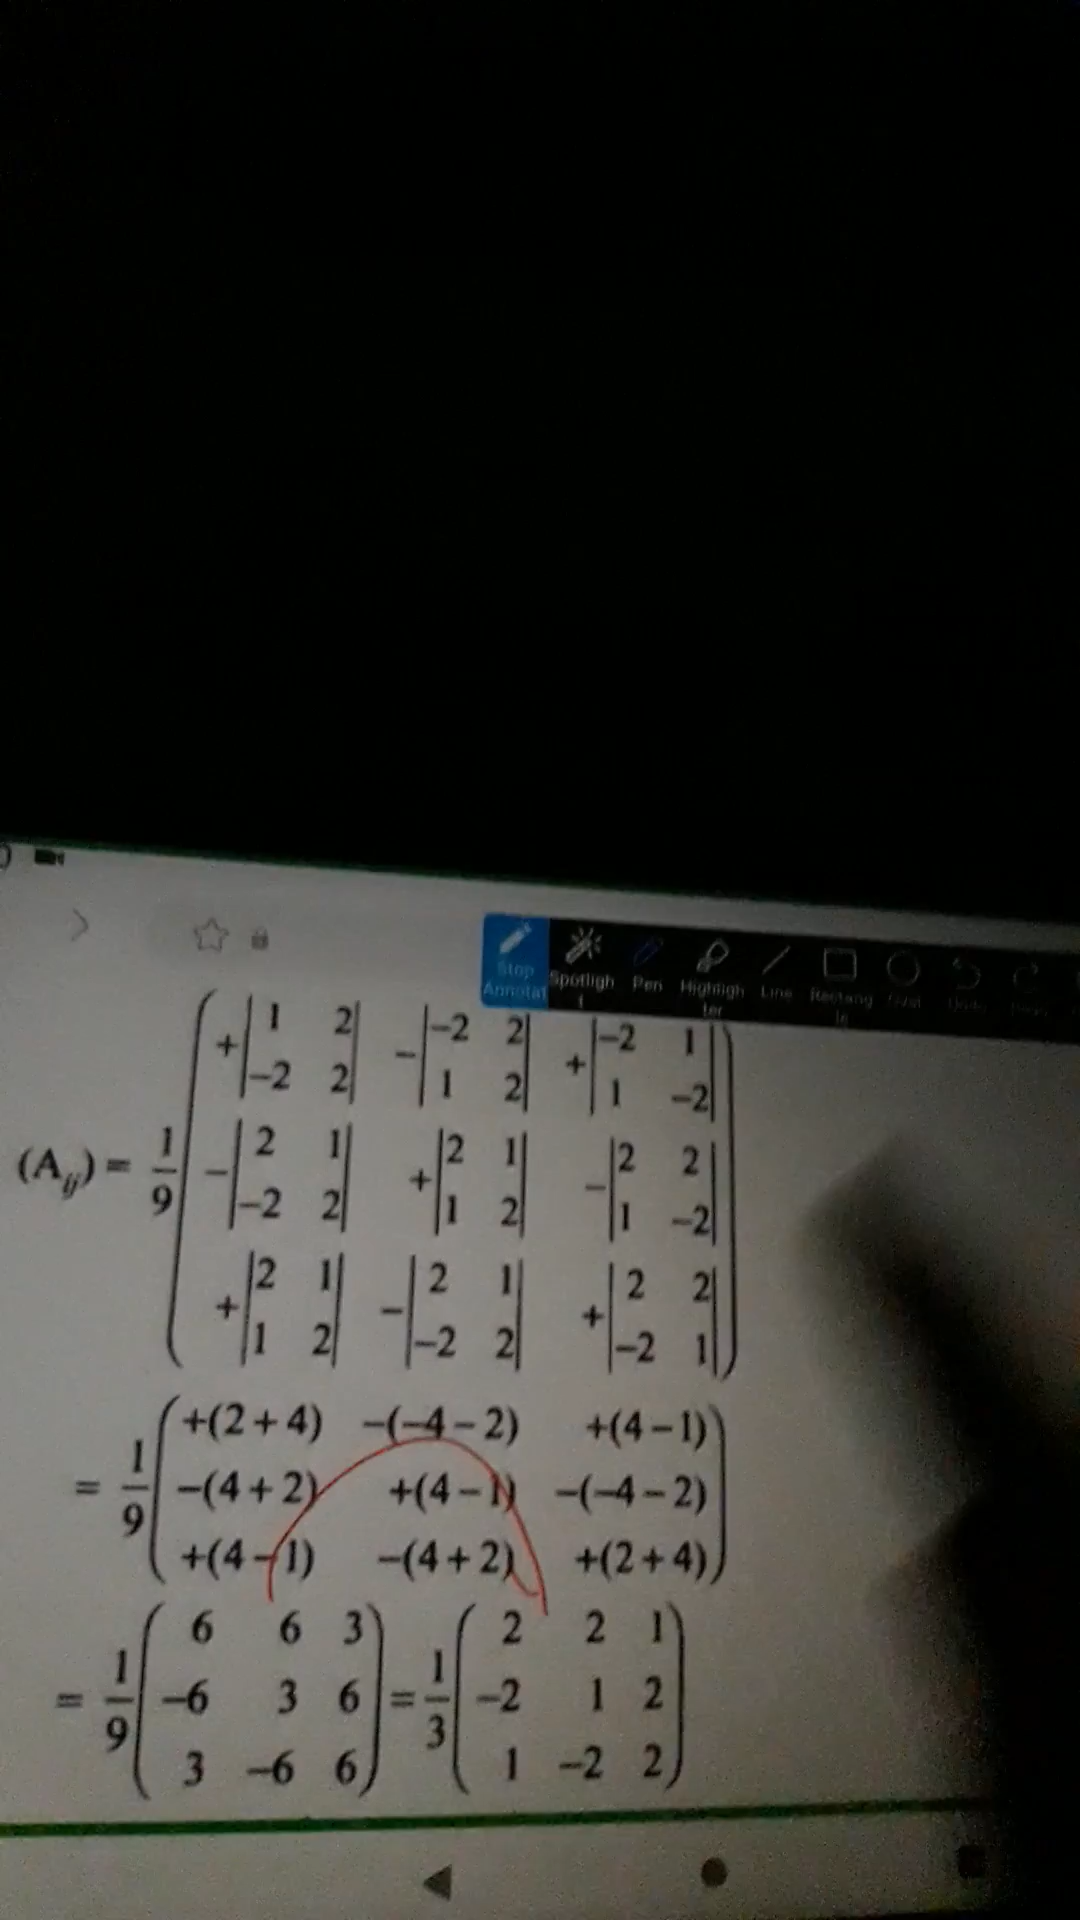 Stop Annotat Spotligh t Pen Highligh ter Line Rectang le
(A_ij) = 1/9 ( +|1 2; -2 2| -|-2 2; 1 2| +|-2 1; 1 -2|
-|2 1; -2 2| +|2 1; 1 2| -|2 2; 1 -2|
+|2 1; 1 2| -|2 1; -2 2| +|2 2; -2 1| )
= 1/9 ( +(2+4) -(-4-2) +(4-1)
-(4+2) +(4-1) -(-4-2)
+(4-1) -(4+2) +(2+4) )
= 1/9 ( 6 6 3; -6 3 6; 3 -6 6 ) = 1/3 ( 2 2 1; -2 1 2; 1 -2 2 )